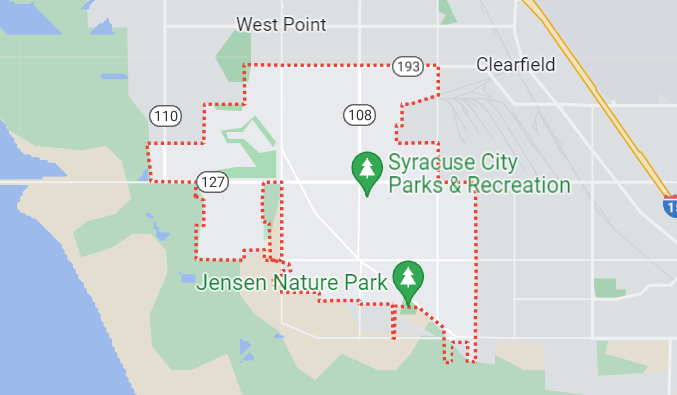 West Point
193
Clearfield
110
108
Syracuse City
Parks & Recreation
127
Jensen Nature Park